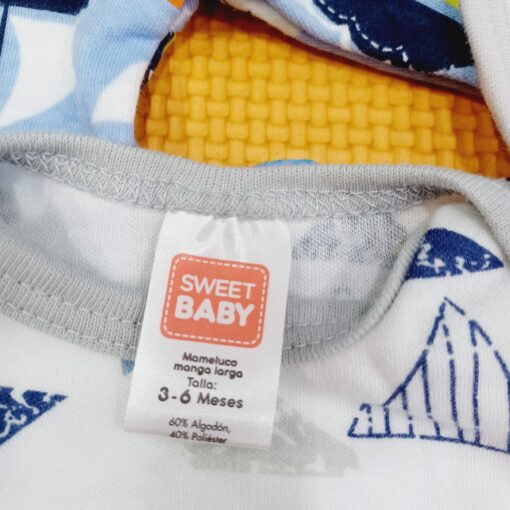 SWEET
BABY
Mameluco
manga larga
Talla:
3-6 Meses
60% Algodón,
40% Poliéster